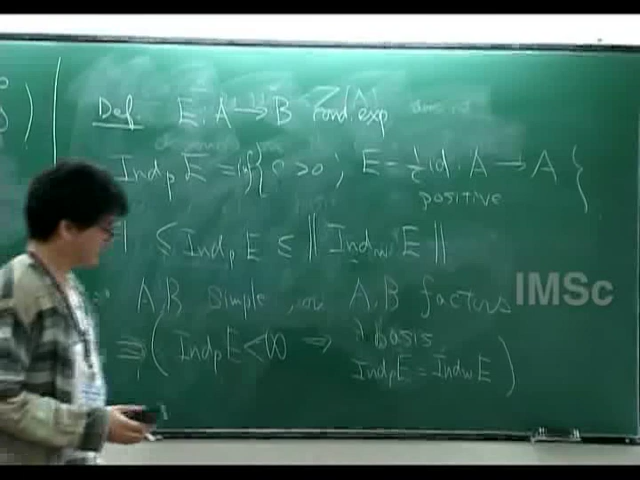 Def. E : A → B cond. exp
Ind_p E = inf { c > 0 ; E - 1/c id : A → A }
positive
1 ≤ Ind_p E ≤ || Ind_w E ||
A, B simple, or A, B factors
⇒ ( Ind_p E < ∞ ⇒ ∃ basis
Ind_p E = Ind_w E )
IMSc